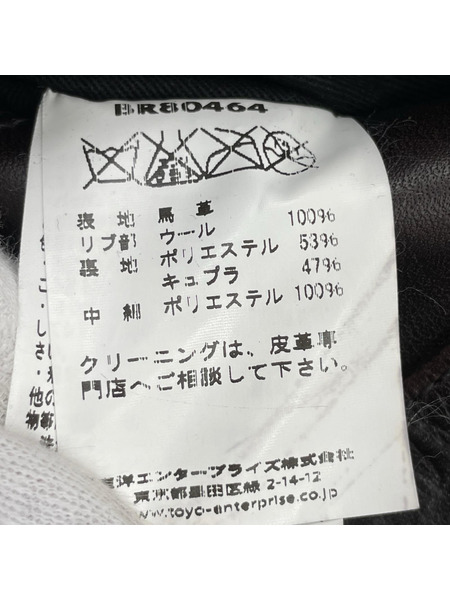 BR80464
表 地 馬 革 100%
リブ部 ウール
裏 地 ポリエステル 53%
キュプラ 47%
中 綿 ポリエステル 100%
クリーニングは、皮革専
門店へご相談して下さい。
洋エンタープライズ株式会社
東京都墨田区緑 2-14-12
www.toyo-enterprise.co.jp